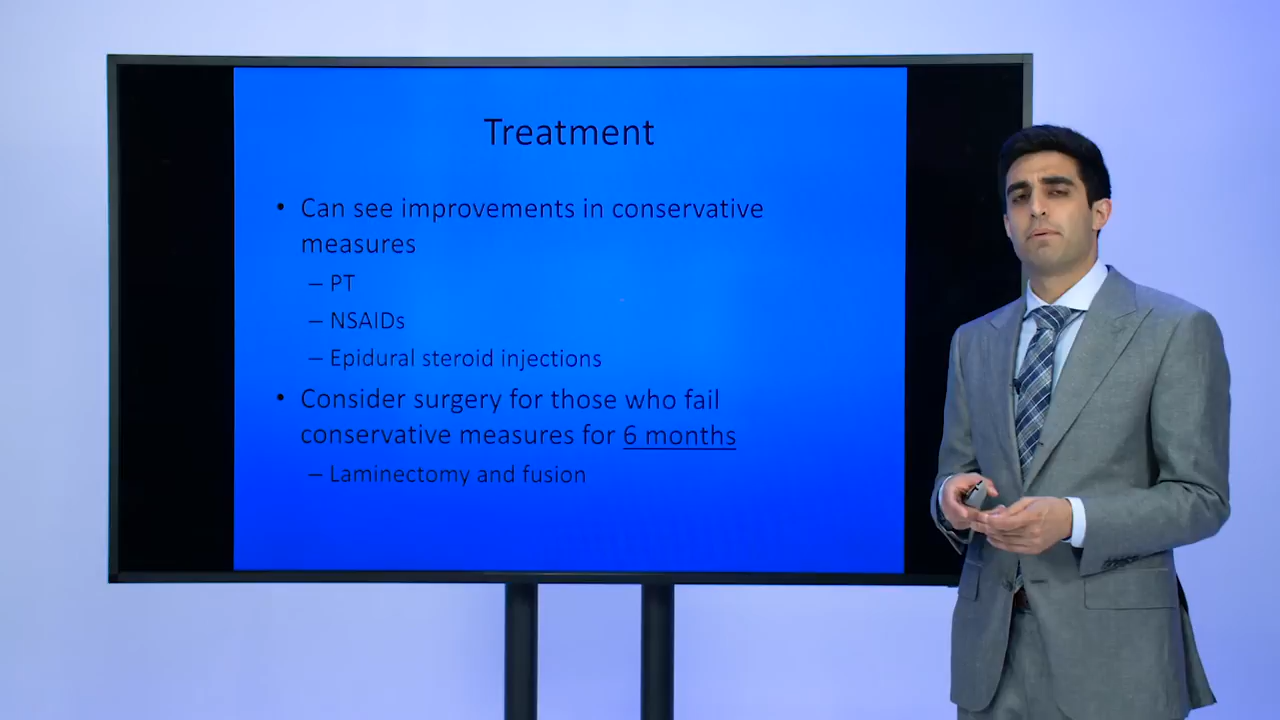 Treatment
• Can see improvements in conservative
measures
– PT
– NSAIDs
– Epidural steroid injections
• Consider surgery for those who fail
conservative measures for 6 months
– Laminectomy and fusion